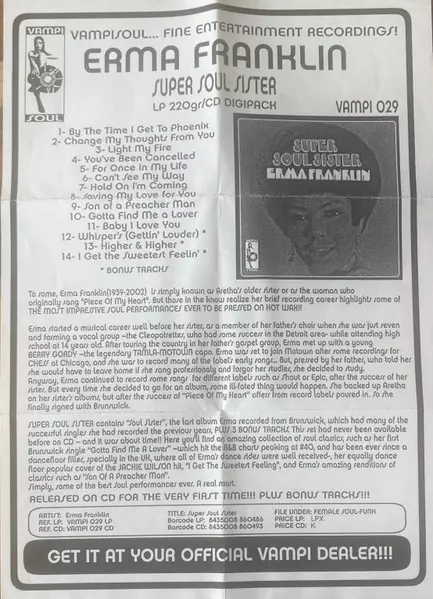 VAMPI
SOUL
VAMPISOUL... FINE ENTERTAINMENT RECORDINGS!
ERMA FRANKLIN
SUPER SOUL SISTER
LP 220gr/CD DIGIPACK
VAMPI 029
1- By The Time I Get To Phoenix
2- Change My Thoughts From You
3- Light My Fire
4- You've Been Cancelled
5- For Once In My Life
6- Can't See My Way
7- Hold On I'm Coming
8- Saving My Love for You
9- Son of a Preacher Man
10- Gotta Find Me a Lover
11- Baby I Love You
12- Whisper's (Gettin' Louder) *
13- Higher & Higher *
14- I Get the Sweetest Feelin' *
* BONUS TRACKS
SUPER
SOUL SISTER
ERMA FRANKLIN
To some, Erma Franklin(1939-2002) is simply known as Aretha's older sister or as the woman who
originally sang "Piece Of My Heart". But those in the know realize her brief recording career highlights some of
THE MOST IMPRESSIVE SOUL PERFORMANCES EVER TO BE PRESSED ON HOT WAX!!
Erma started a musical career well before her sister, as a member of her father's choir when she was just seven
and forming a vocal group -the Cleopatrettes, who had some success in the Detroit area- while attending high
school at 14 years old. After touring the country in her father's gospel group, Erma met up with a young
BERRY GORDY -the legendary TAMLA-MOTOWN capo. Erma was set to join Motown after some recordings for
CHESS at Chicago, and she was to record many of the label's early songs. But, pressed by her father, who told her
she would have to leave home if she sang professionaly and forgor her studies, she decided to study.
Anyway, Erma continued to record some songs for different labels such as Shout or Epic, after the success of her
sister. But every time she decided to go for an album, some ill-fated thing would happen. She backed up Aretha
on her sister's albums, but after the success of "Piece Of My Heart" offers from record labels poured in. So she
finally signed with Brunswick.
SUPER SOUL SISTER contains "Soul Sister", the last album Erma recorded from Brunswick, which had many of the
successful singles she had recorded the previous year, PLUS 3 BONUS TRACKS. This set had never been available
before on CD - and it was about time!! Here you'll find an amazing collection of soul classics, such as her first
Brunswick single "Gotta Find Me A Lover" -which hit the R&B charts peaking at #40, and has been ever since a
dancefloor filler, specially in the UK, where all of Erma's dance sides were well received-, her equally dance
floor popular cover of the JACKIE WILSON hit, "I Get The Sweetest Feeling", and Erma's amazing renditions of
classics such as "Son Of A Preacher Man".
Simply, some of the best Soul performances ever. A real must.
RELEASED ON CD FOR THE VERY FIRST TIME!!! PLUS BONUS TRACKS!!!
ARTIST: Erma Franklin
REF. LP: VAMPI 029 LP
REF. CD: VAMPI 029 CD
TITLE: Super Soul Sister
Barcode LP: 8435008 860486
Barcode CD: 8435008 860493
FILE UNDER: FEMALE SOUL-FUNK
PRICE LP: LPX
PRICE CD: K
GET IT AT YOUR OFFICIAL VAMPI DEALER!!!